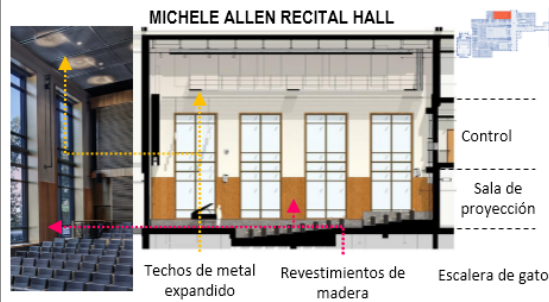 MICHELE ALLEN RECITAL HALL
Control
Sala de
proyección
Techos de metal
expandido
Revestimientos de
madera
Escalera de gato